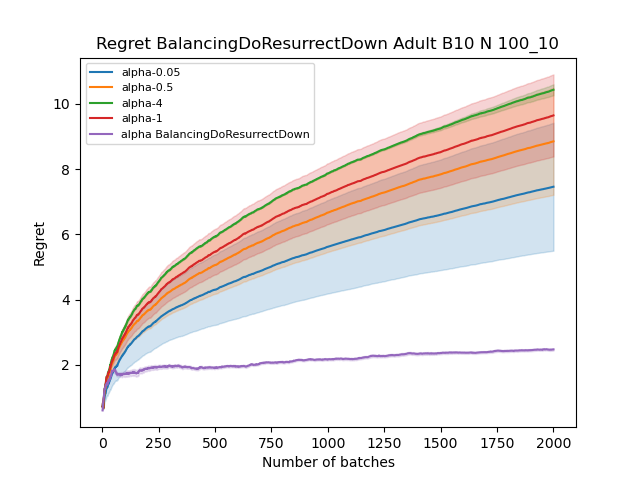 Regret BalancingDoResurrectDown Adult B10 N 100_10
alpha-0.05
alpha-0.5
alpha-4
alpha-1
alpha BalancingDoResurrectDown
Regret
10
8
6
4
2
0 250 500 750 1000 1250 1500 1750 2000
Number of batches